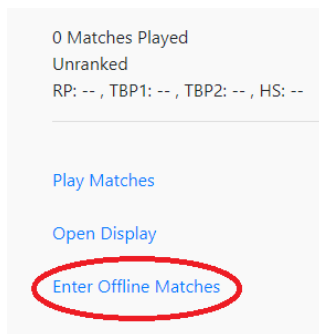 0 Matches Played
Unranked
RP: -- , TBP1: -- , TBP2: -- , HS: --
Play Matches
Open Display
Enter Offline Matches